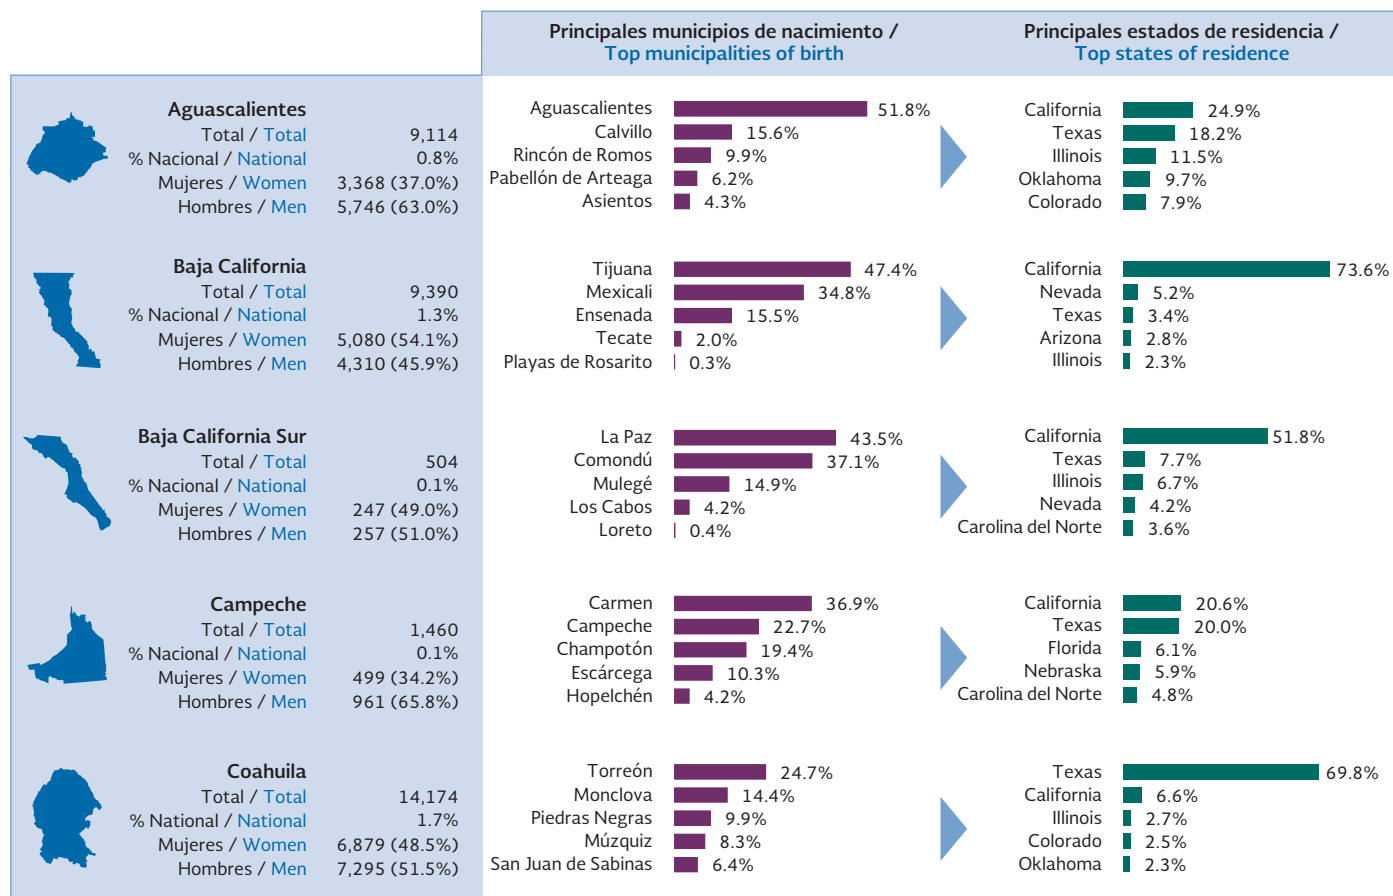 Principales municipios de nacimiento /
Top municipalities of birth
Principales estados de residencia /
Top states of residence
Aguascalientes
Total / Total 9,114
% Nacional / National 0.8%
Mujeres / Women 3,368 (37.0%)
Hombres / Men 5,746 (63.0%)
Aguascalientes 51.8%
Calvillo 15.6%
Rincón de Romos 9.9%
Pabellón de Arteaga 6.2%
Asientos 4.3%
California 24.9%
Texas 18.2%
Illinois 11.5%
Oklahoma 9.7%
Colorado 7.9%
Baja California
Total / Total 9,390
% Nacional / National 1.3%
Mujeres / Women 5,080 (54.1%)
Hombres / Men 4,310 (45.9%)
Tijuana 47.4%
Mexicali 34.8%
Ensenada 15.5%
Tecate 2.0%
Playas de Rosarito 0.3%
California 73.6%
Nevada 5.2%
Texas 3.4%
Arizona 2.8%
Illinois 2.3%
Baja California Sur
Total / Total 504
% Nacional / National 0.1%
Mujeres / Women 247 (49.0%)
Hombres / Men 257 (51.0%)
La Paz 43.5%
Comondú 37.1%
Mulegé 14.9%
Los Cabos 4.2%
Loreto 0.4%
California 51.8%
Texas 7.7%
Illinois 6.7%
Nevada 4.2%
Carolina del Norte 3.6%
Campeche
Total / Total 1,460
% Nacional / National 0.1%
Mujeres / Women 499 (34.2%)
Hombres / Men 961 (65.8%)
Carmen 36.9%
Campeche 22.7%
Champotón 19.4%
Escárcega 10.3%
Hopelchén 4.2%
California 20.6%
Texas 20.0%
Florida 6.1%
Nebraska 5.9%
Carolina del Norte 4.8%
Coahuila
Total / Total 14,174
% National / National 1.7%
Mujeres / Women 6,879 (48.5%)
Hombres / Men 7,295 (51.5%)
Torreón 24.7%
Monclova 14.4%
Piedras Negras 9.9%
Múzquiz 8.3%
San Juan de Sabinas 6.4%
Texas 69.8%
California 6.6%
Illinois 2.7%
Colorado 2.5%
Oklahoma 2.3%